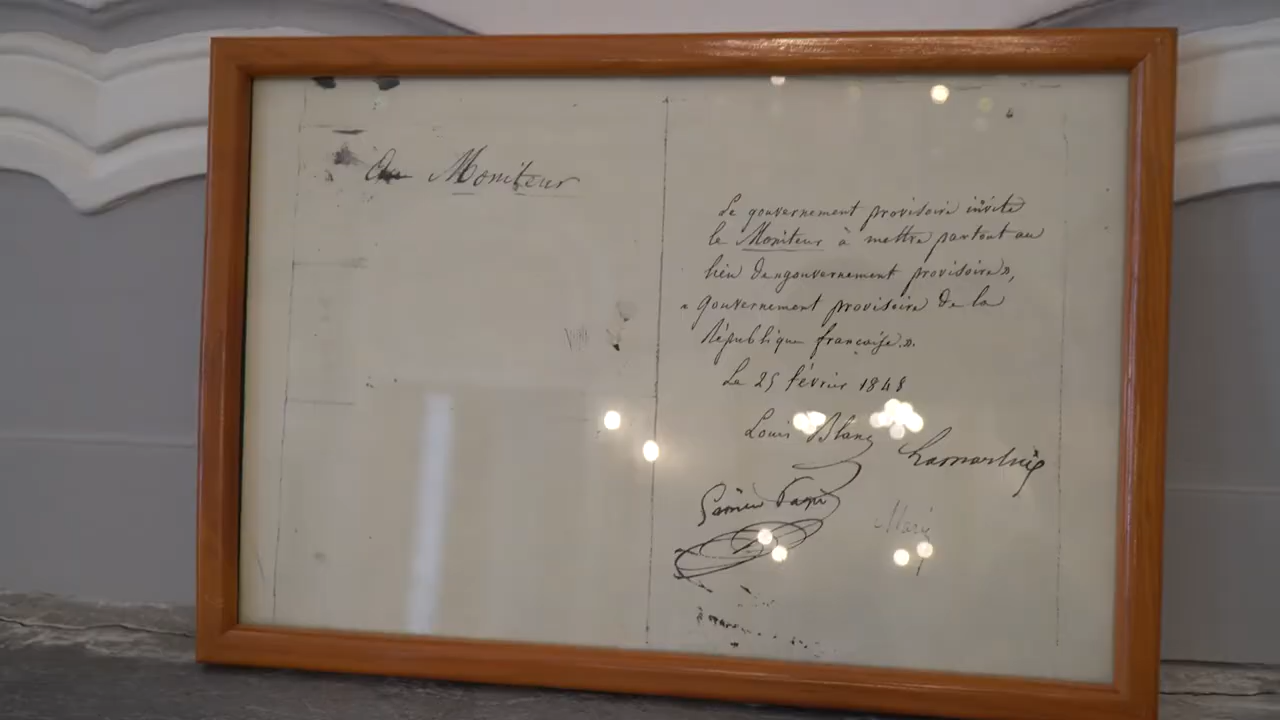 Au Moniteur
Le gouvernement provisoire invite
le Moniteur à mettre partout au
lieu de « gouvernement provisoire »,
« gouvernement provisoire de la
République française. ».
Le 25 février 1848
Louis Blanc
Lamartine
Garnier Pagès
Marie